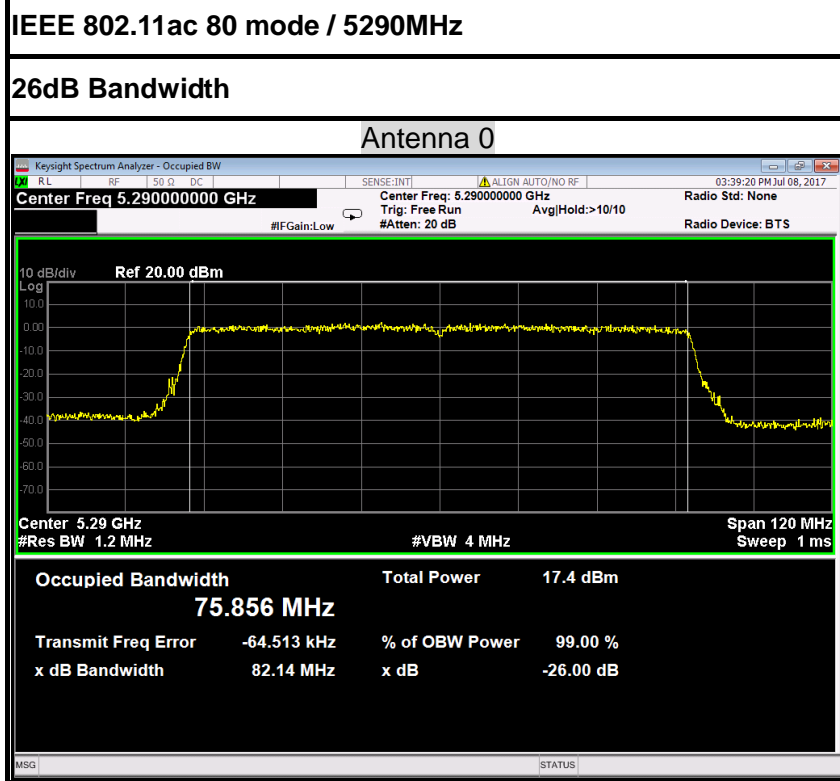 IEEE 802.11ac 80 mode / 5290MHz
26dB Bandwidth
Antenna 0
Keysight Spectrum Analyzer - Occupied BW
LXI RL RF 50 Ω DC SENSE:INT ALIGN AUTO/NO RF 03:39:20 PM Jul 08, 2017
Center Freq 5.290000000 GHz Center Freq: 5.290000000 GHz Radio Std: None
Trig: Free Run Avg|Hold:>10/10
#IFGain:Low #Atten: 20 dB Radio Device: BTS
10 dB/div Ref 20.00 dBm
Log
10.0
0.00
-10.0
-20.0
-30.0
-40.0
-50.0
-60.0
-70.0
Center 5.29 GHz Span 120 MHz
#Res BW 1.2 MHz #VBW 4 MHz Sweep 1 ms
Occupied Bandwidth Total Power 17.4 dBm
75.856 MHz
Transmit Freq Error -64.513 kHz % of OBW Power 99.00 %
x dB Bandwidth 82.14 MHz x dB -26.00 dB
MSG STATUS